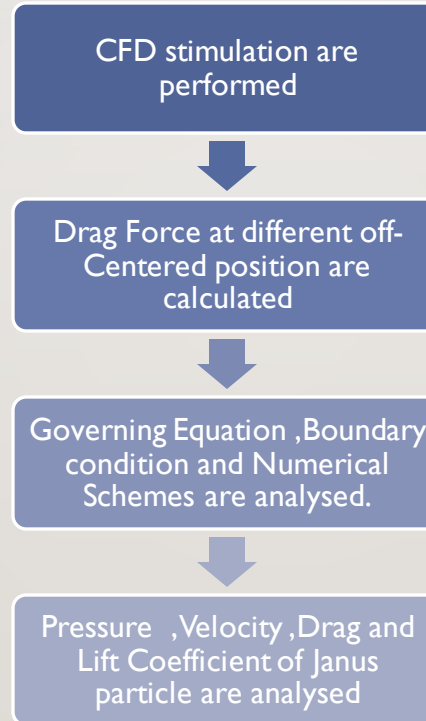 CFD stimulation are
performed
Drag Force at different off-
Centered position are
calculated
Governing Equation ,Boundary
condition and Numerical
Schemes are analysed.
Pressure ,Velocity ,Drag and
Lift Coefficient of Janus
particle are analysed